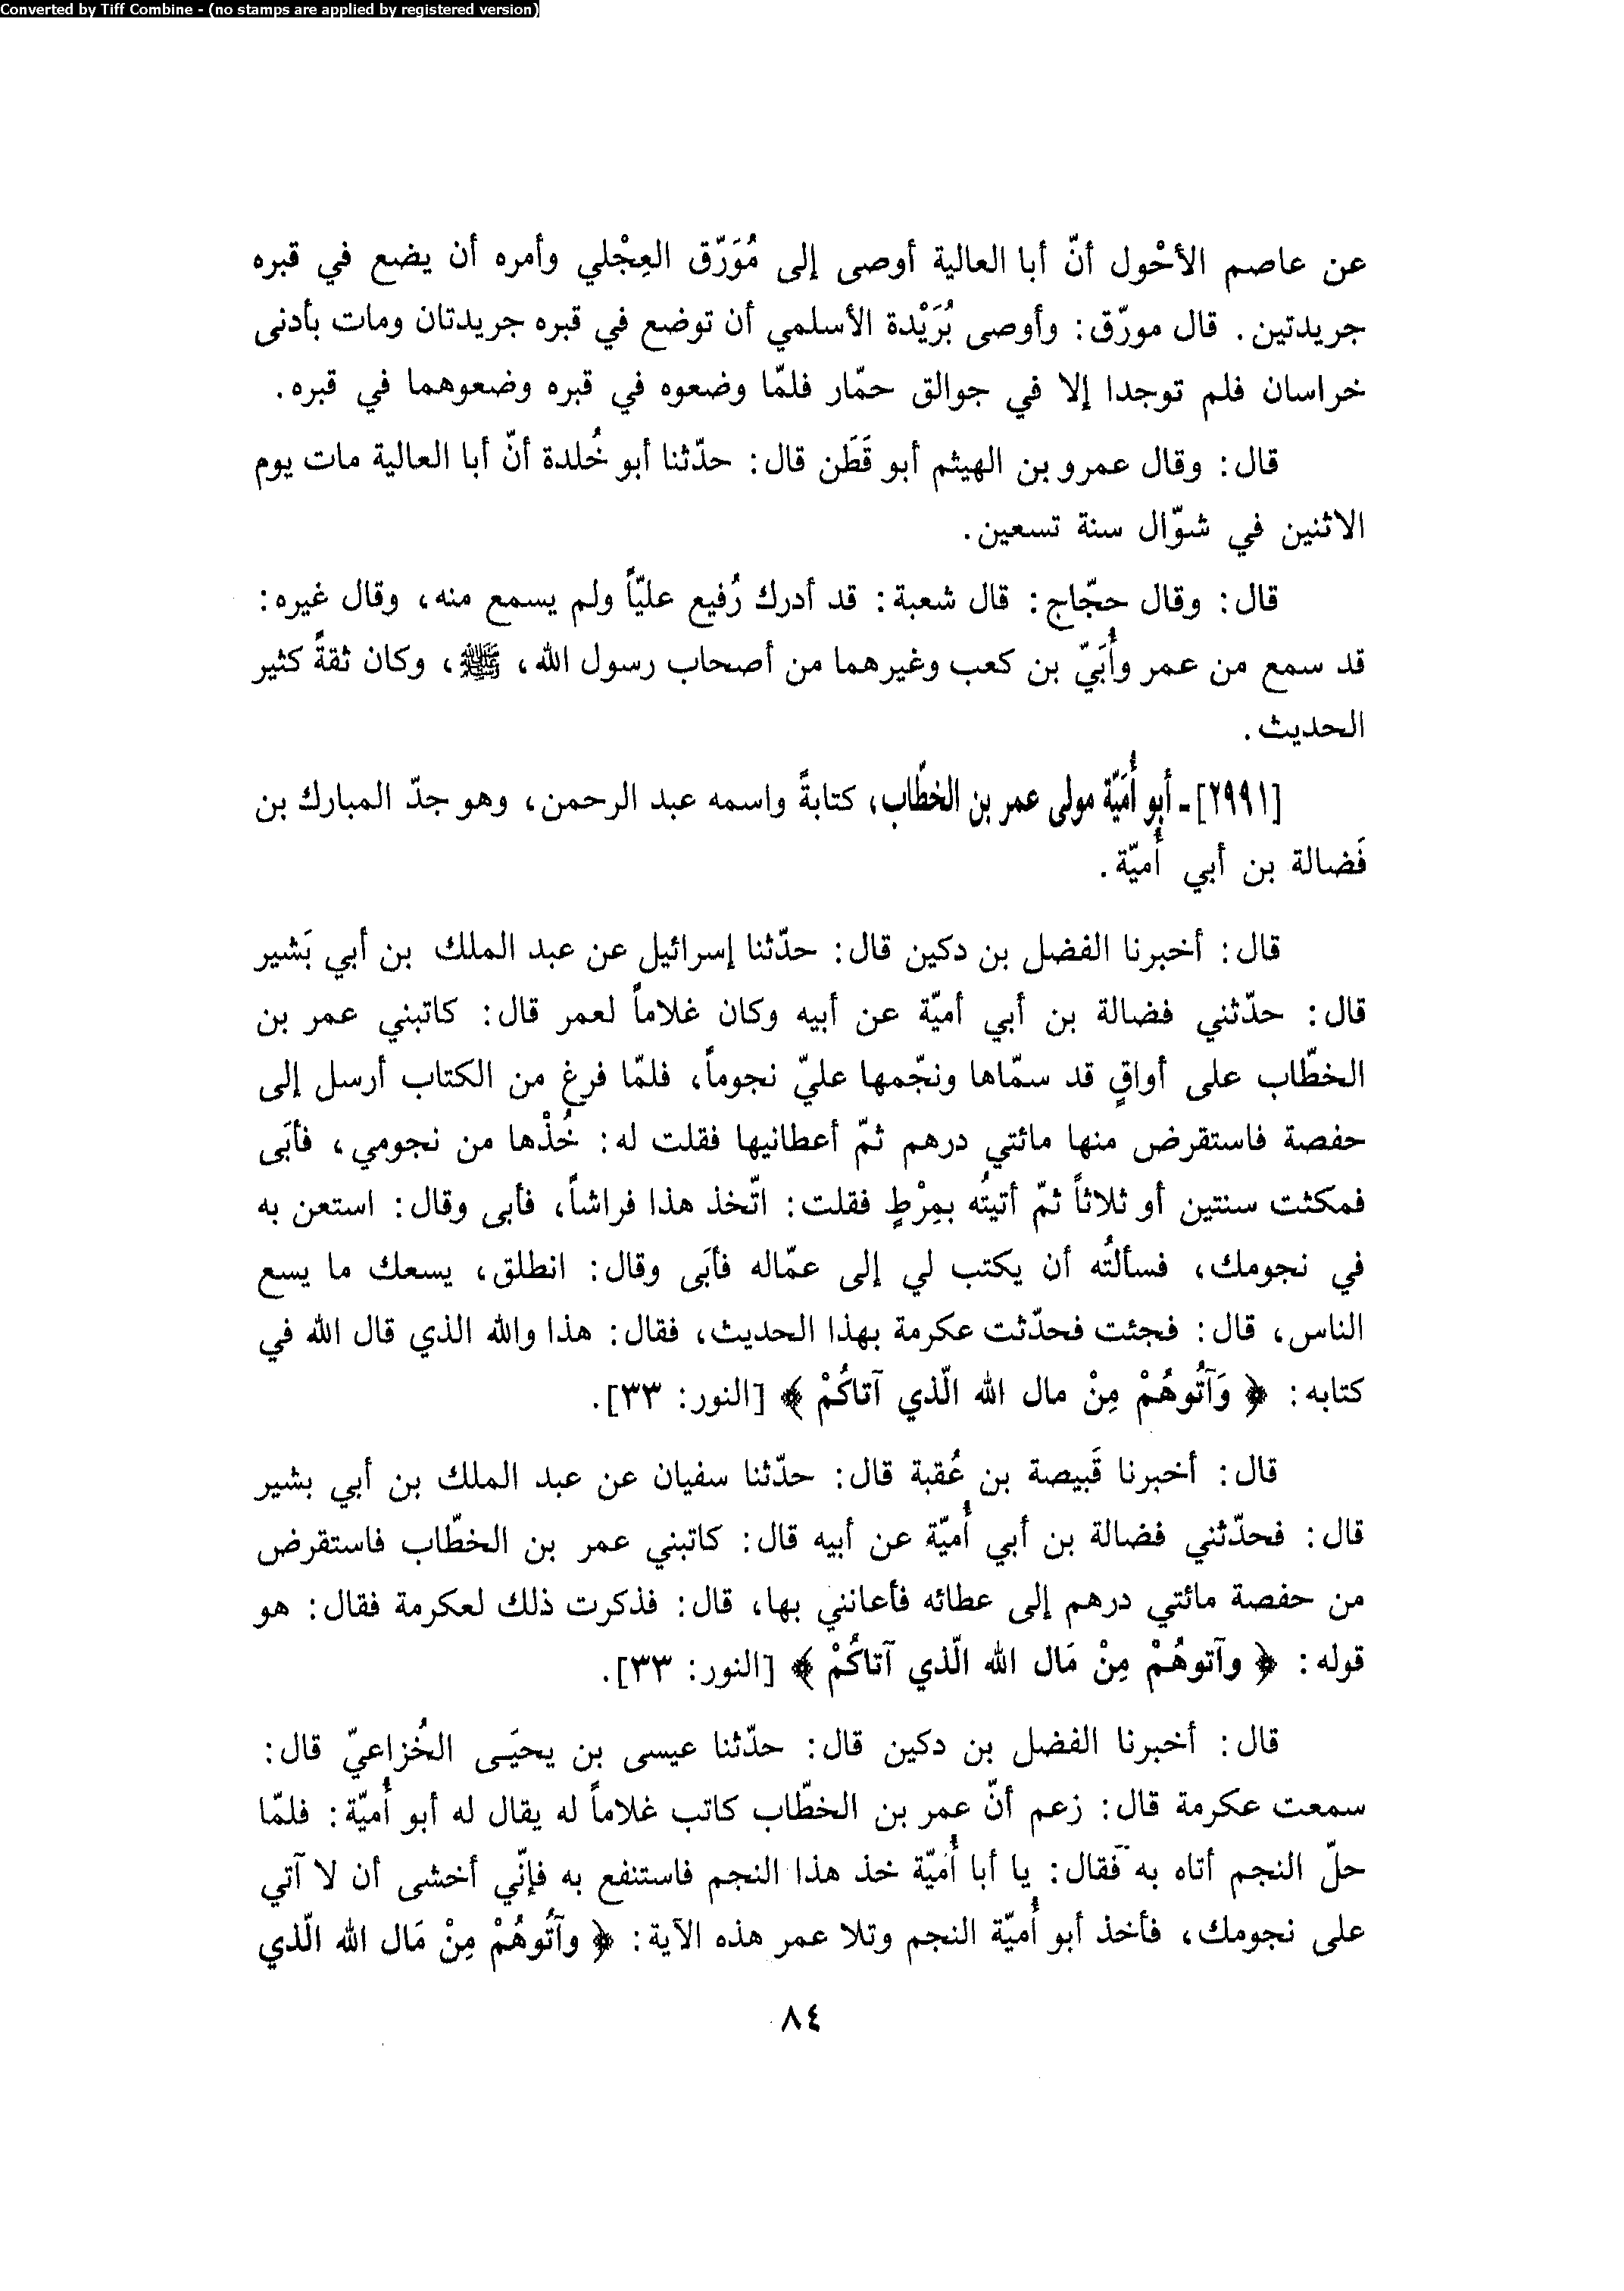 Converted by Tiff Combine - (no stamps are applied by registered version)
عن عاصم الأحْول أنّ أبا العالية أوصى إلى مُوَرّق العِجْلي وأمره أن يضع في قبره
جريدتين. قال مورّق: وأوصى بُرَيْدة الأسلمي أن توضع في قبره جريدتان ومات بأدنى
خراسان فلم توجدا إلا في جوالق حمّار فلمّا وضعوه في قبره وضعوهما في قبره.
قال: وقال عمرو بن الهيثم أبو قَطَن قال: حدّثنا أبو خُلدة أنّ أبا العالية مات يوم
الاثنين في شوّال سنة تسعين.
قال: وقال حجّاج: قال شعبة: قد أدرك رُفيع عليّاً ولم يسمع منه، وقال غيره:
قد سمع من عمر وأُبَيّ بن كعب وغيرهما من أصحاب رسول الله، ﷺ، وكان ثقةً كثير
الحديث.
[٢٩٩١] - أبو أُمَيّة مولى عمر بن الخطّاب، كتابةً واسمه عبد الرحمن، وهو جدّ المبارك بن
فَضالة بن أبي أُميّة.
قال: أخبرنا الفضل بن دكين قال: حدّثنا إسرائيل عن عبد الملك بن أبي بَشير
قال: حدّثني فضالة بن أبي أميّة عن أبيه وكان غلاماً لعمر قال: كاتبني عمر بن
الخطّاب على أواقٍ قد سمّاها ونجّمها عليّ نجوماً، فلمّا فرغ من الكتاب أرسل إلى
حفصة فاستقرض منها مائتي درهم ثمّ أعطانيها فقلت له: خُذْها من نجومي، فأبَى
فمكثت سنتين أو ثلاثاً ثمّ أتيتُه بمِرْطٍ فقلت: اتّخذ هذا فراشاً، فأبى وقال: استعن به
في نجومك، فسألتُه أن يكتب لي إلى عمّاله فأبَى وقال: انطلق، يسعك ما يسع
الناس، قال: فجئت فحدّثت عكرمة بهذا الحديث، فقال: هذا والله الذي قال الله في
كتابه: ﴿ وَآتُوهُمْ مِنْ مال الله الّذي آتاكُمْ ﴾ [النور: ٣٣].
قال: أخبرنا قَبيصة بن عُقبة قال: حدّثنا سفيان عن عبد الملك بن أبي بشير
قال: فحدّثني فضالة بن أبي أُميّة عن أبيه قال: كاتبني عمر بن الخطّاب فاستقرض
من حفصة مائتي درهم إلى عطائه فأعانني بها، قال: فذكرت ذلك لعكرمة فقال: هو
قوله: ﴿ وآتوهُمْ مِنْ مَال الله الّذي آتاكُمْ ﴾ [النور: ٣٣].
قال: أخبرنا الفضل بن دكين قال: حدّثنا عيسى بن يحيَى الخُزاعيّ قال:
سمعت عكرمة قال: زعم أنّ عمر بن الخطّاب كاتب غلاماً له يقال له أبو أُميّة: فلمّا
حلّ النجم أتاه به فقال: يا أبا أُميّة خذ هذا النجم فاستنفع به فإنّي أخشى أن لا آتي
على نجومك، فأخذ أبو أُميّة النجم وتلا عمر هذه الآية: ﴿ وآتُوهُمْ مِنْ مَال الله الّذي
٨٤